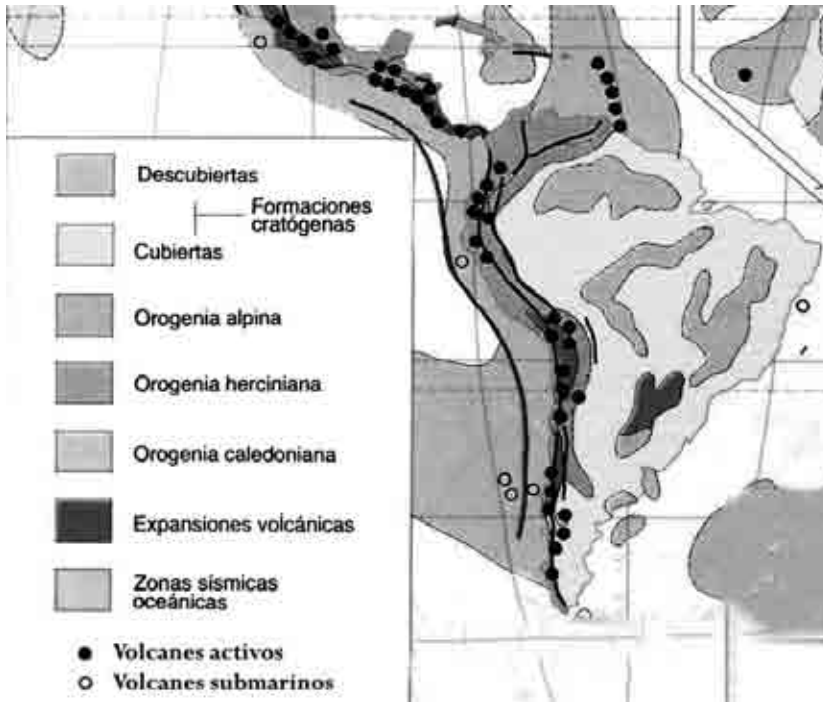 Descubiertas
Formaciones
cratógenas
Cubiertas
Orogenia alpina
Orogenia herciniana
Orogenia caledoniana
Expansiones volcánicas
Zonas sísmicas
oceánicas
Volcanes activos
Volcanes submarinos